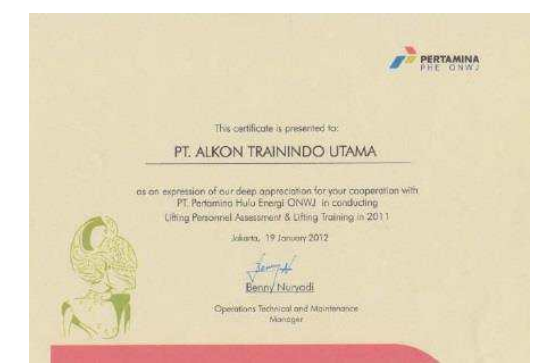 PERTAMINA
PHE ONWJ
This certificate is presented to:
PT. ALKON TRAININDO UTAMA
as an expression of our deep appreciation for your cooperation with
PT. Pertamina Hulu Energi ONWJ in conducting
Lifting Personnel Assessment & Lifting Training in 2011
Jakarta, 19 January 2012
Benny Nuryadi
Operations Technical and Maintenance
Manager